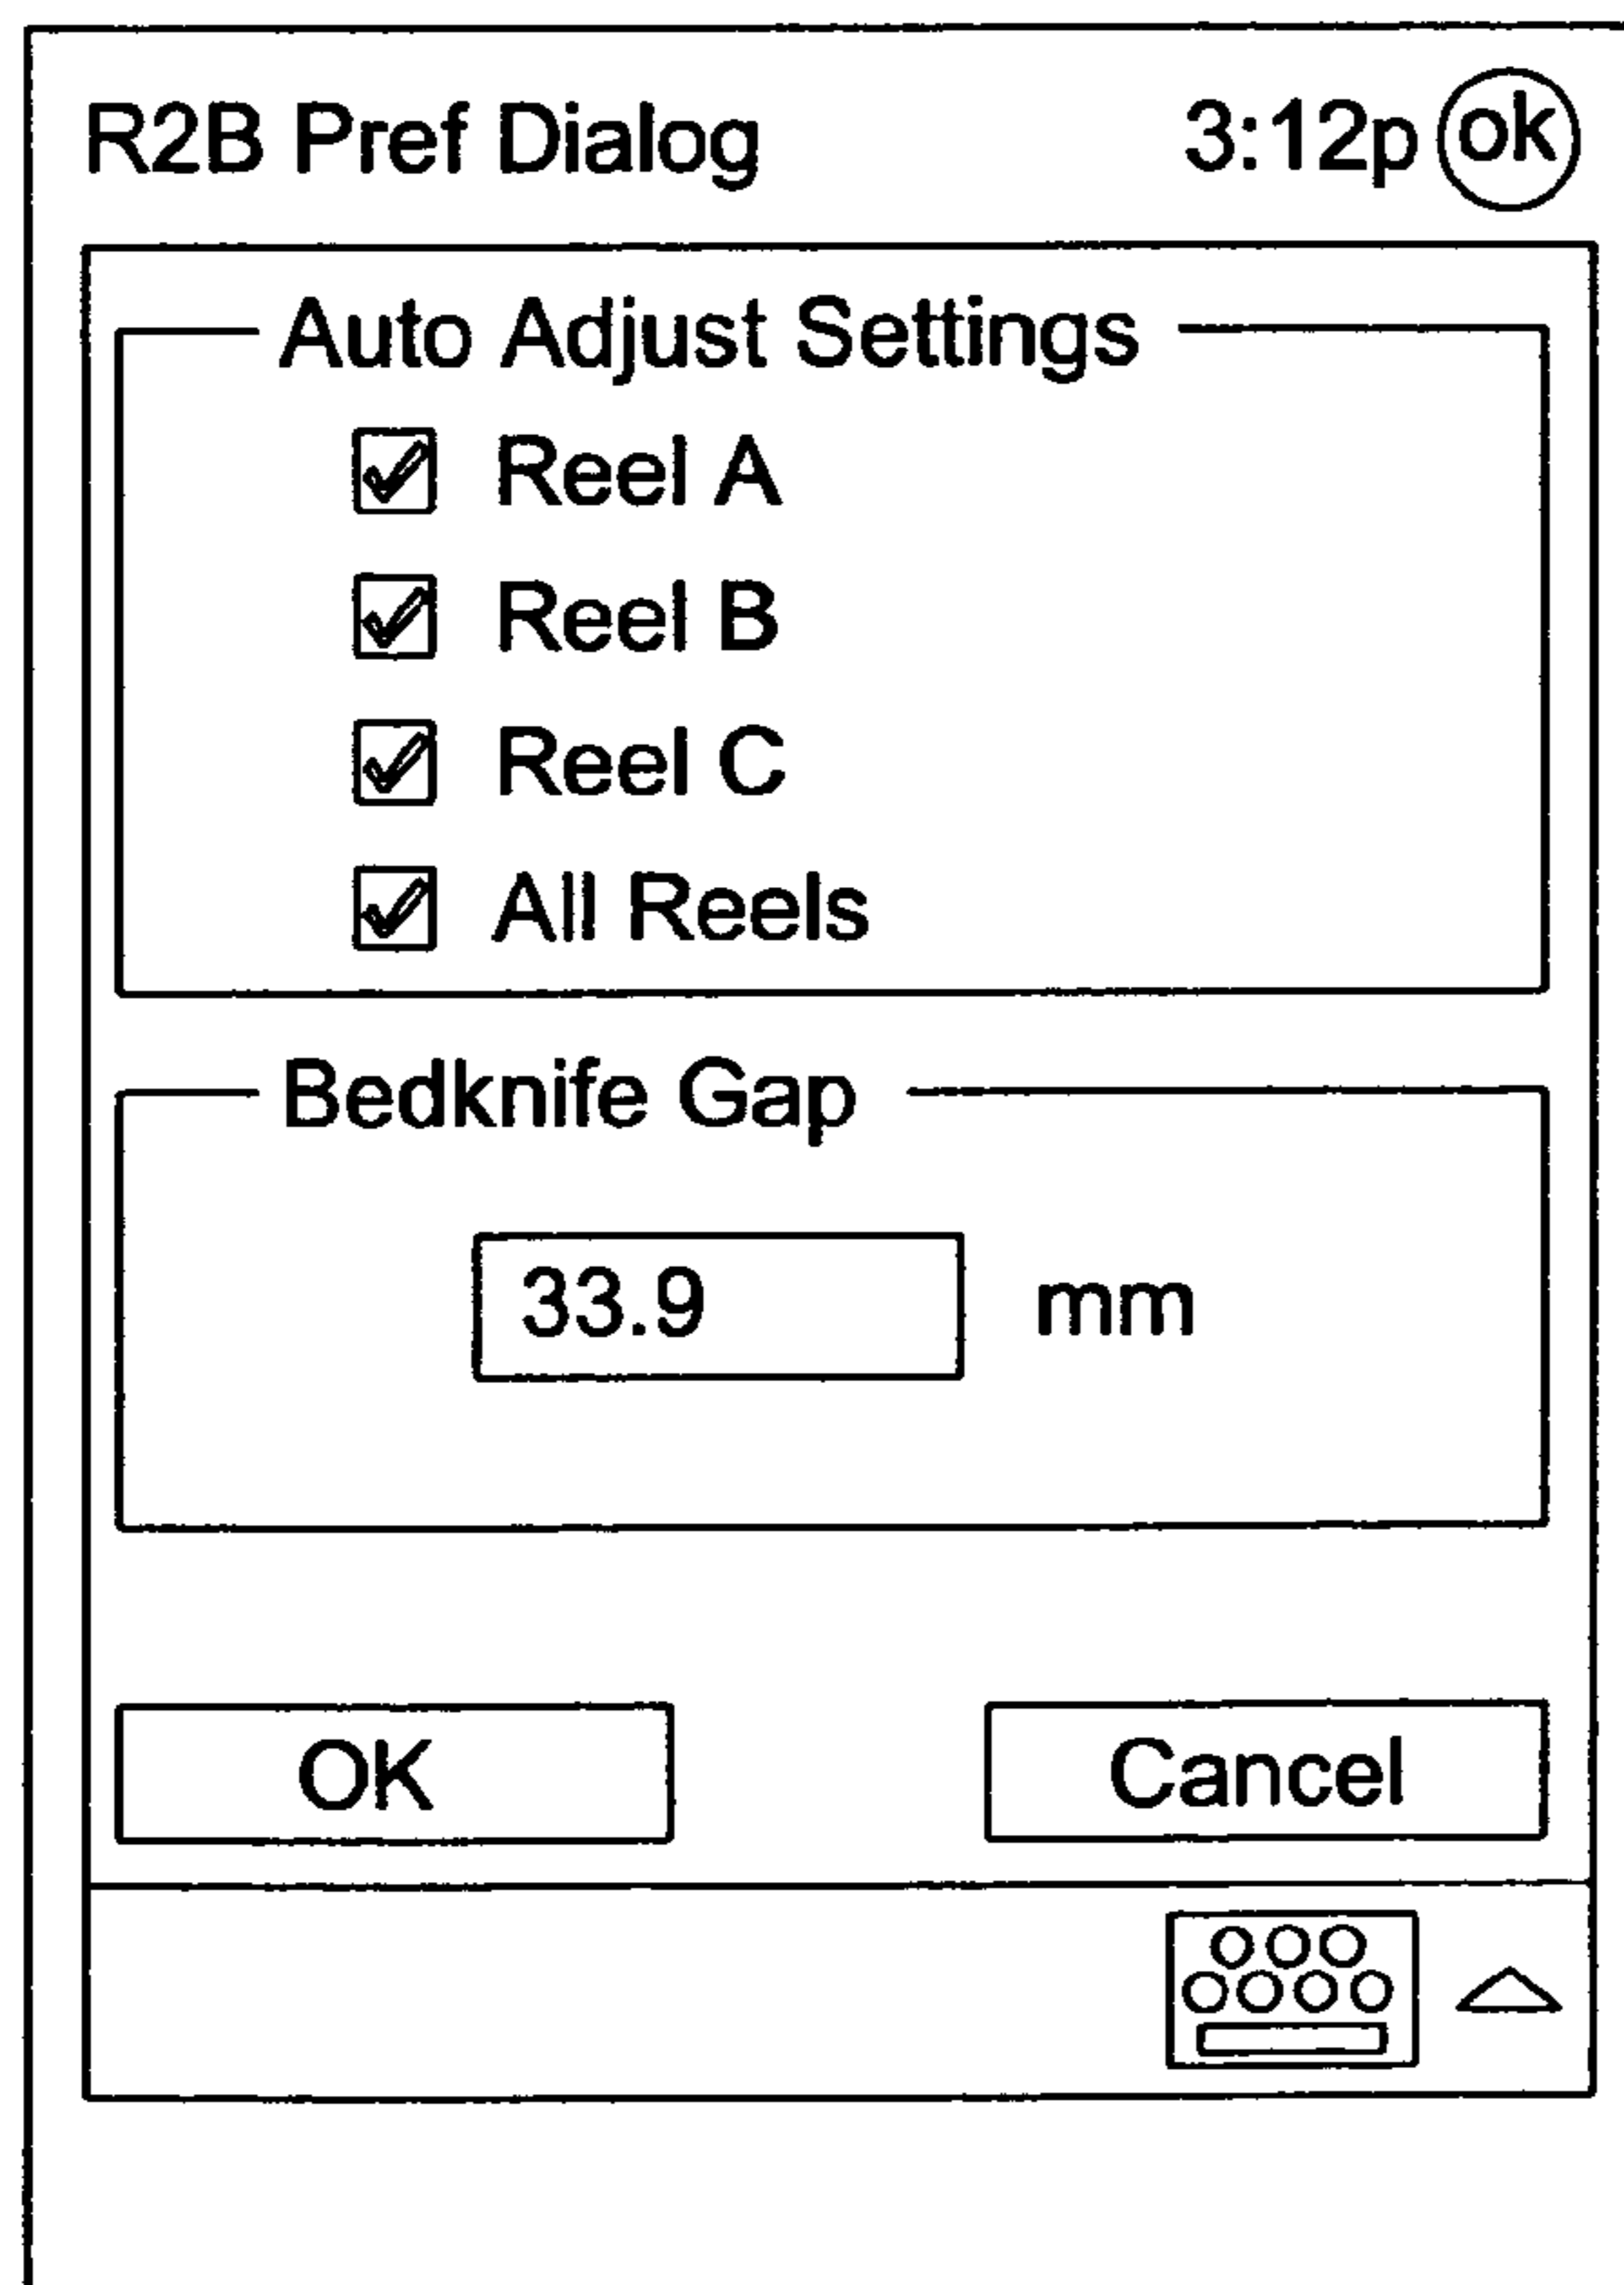 R2B Pref Dialog 3:12p ok
Auto Adjust Settings
Reel A
Reel B
Reel C
All Reels
Bedknife Gap
33.9 mm
OK Cancel